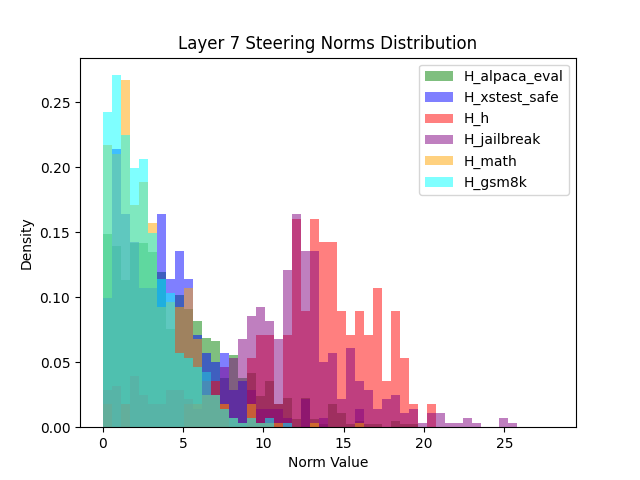 Layer 7 Steering Norms Distribution
H_alpaca_eval
H_xstest_safe
H_h
H_jailbreak
H_math
H_gsm8k
0.25
0.20
0.15
0.10
0.05
0.00
Density
0 5 10 15 20 25
Norm Value